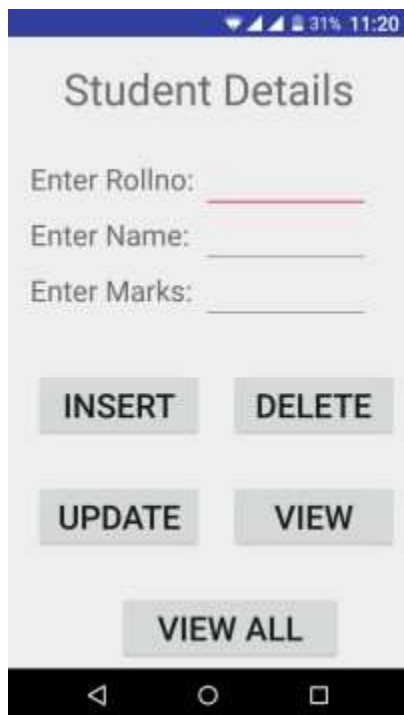 31% 11:20
Student Details
Enter Rollno:
Enter Name:
Enter Marks:
INSERT DELETE
UPDATE VIEW
VIEW ALL